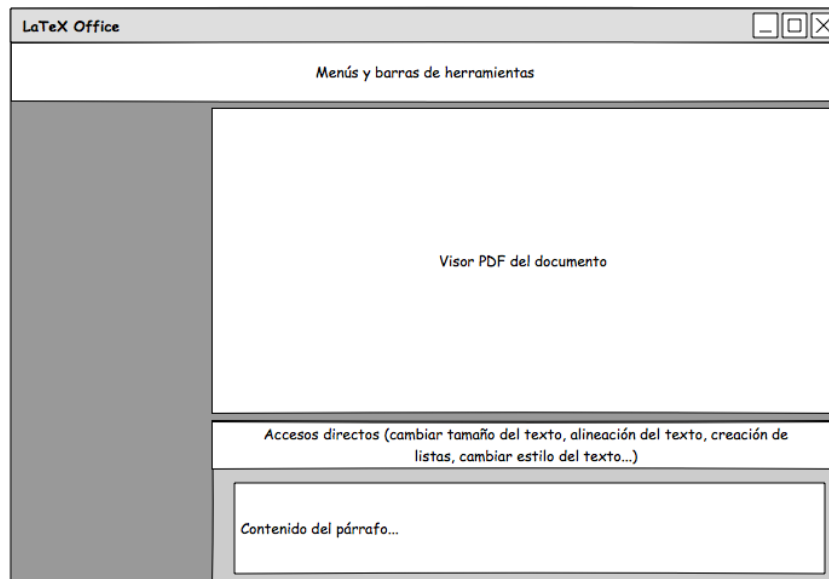 LaTeX Office
Menús y barras de herramientas
Visor PDF del documento
Accesos directos (cambiar tamaño del texto, alineación del texto, creación de
listas, cambiar estilo del texto...)
Contenido del párrafo...